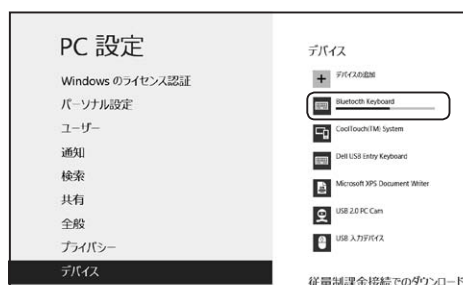 PC 設定
Windows のライセンス認証
パーソナル設定
ユーザー
通知
検索
共有
全般
プライバシー
デバイス
デバイス
デバイスの追加
Bluetooth Keyboard
CoolTouch(TM) System
Dell USB Entry Keyboard
Microsoft XPS Document Writer
USB 2.0 PC Cam
USB 入力デバイス
従量制課金接続でのダウンロード